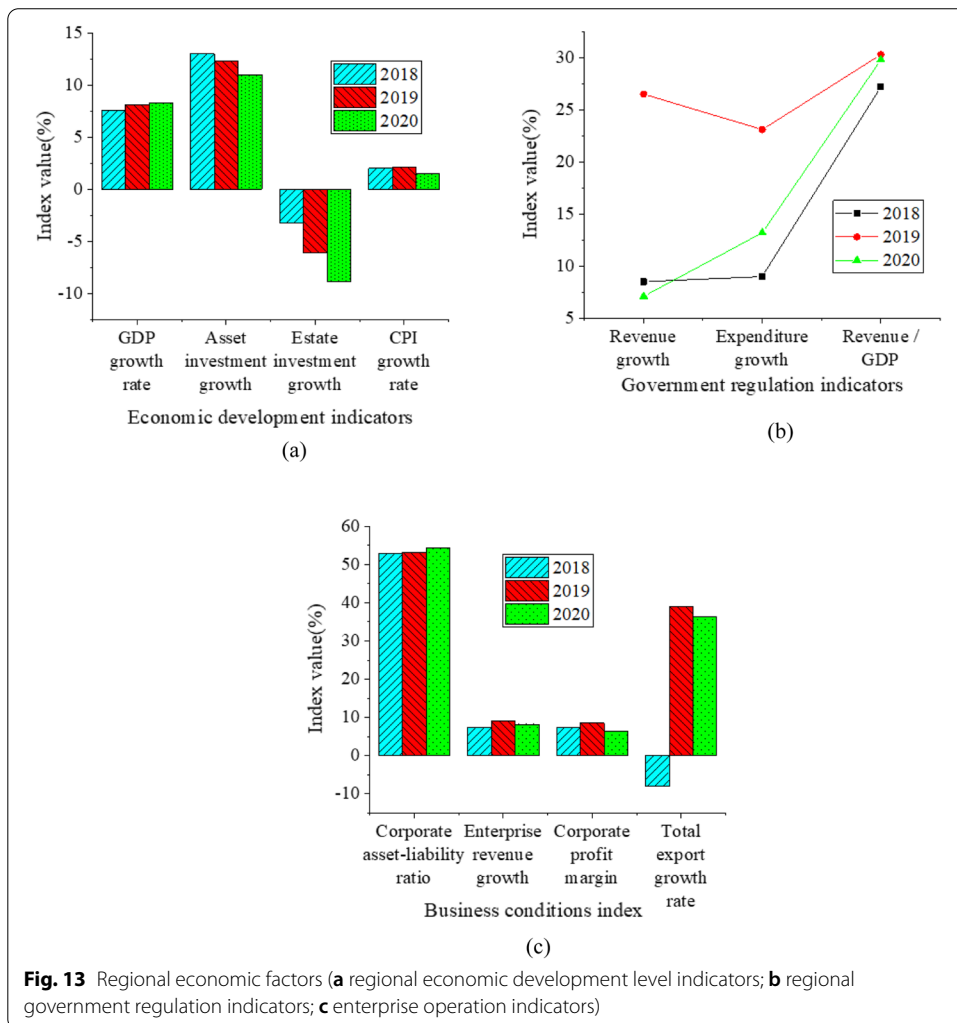 15
10
5
0
-5
-10
Index value(%)
2018
2019
2020
GDP growth rate
Asset investment growth
Estate investment growth
CPI growth rate
Economic development indicators
(a)
30
25
20
15
10
5
Index value(%)
2018
2019
2020
Revenue growth
Expenditure growth
Revenue / GDP
Government regulation indicators
(b)
60
50
40
30
20
10
0
-10
Index value(%)
2018
2019
2020
Corporate asset-liability ratio
Enterprise revenue growth
Corporate profit margin
Total export growth rate
Business conditions index
(c)
Fig. 13 Regional economic factors (a regional economic development level indicators; b regional
government regulation indicators; c enterprise operation indicators)